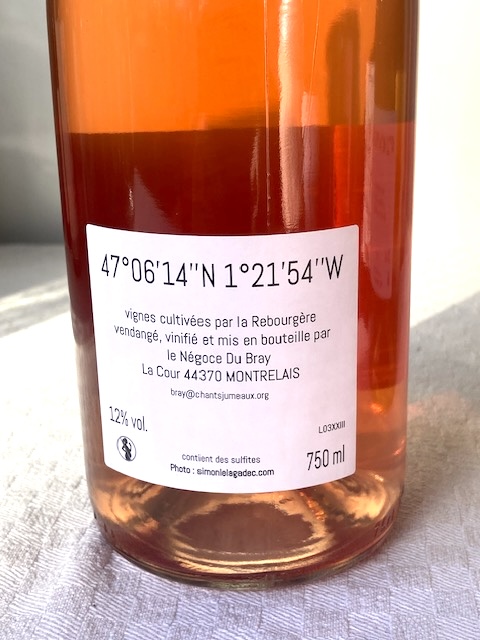 47°06'14''N 1°21'54''W
vignes cultivées par la Rebourgère
vendangé, vinifié et mis en bouteille par
le Négoce Du Bray
La Cour 44370 MONTRELAIS
bray@chantsjumeaux.org
12% vol.
L03XXIII
contient des sulfites
750 ml
Photo : simonlelagadec.com